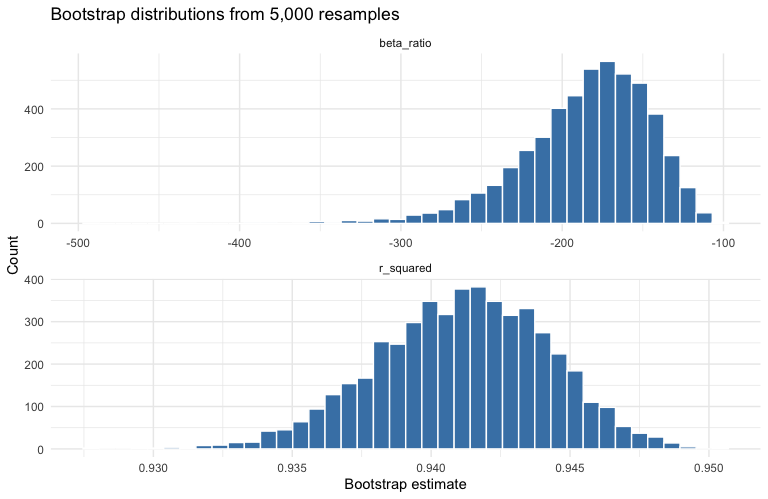 Bootstrap distributions from 5,000 resamples
beta_ratio
400
200
0
-500 -400 -300 -200 -100
Count
r_squared
400
300
200
100
0
0.930 0.935 0.940 0.945 0.950
Bootstrap estimate